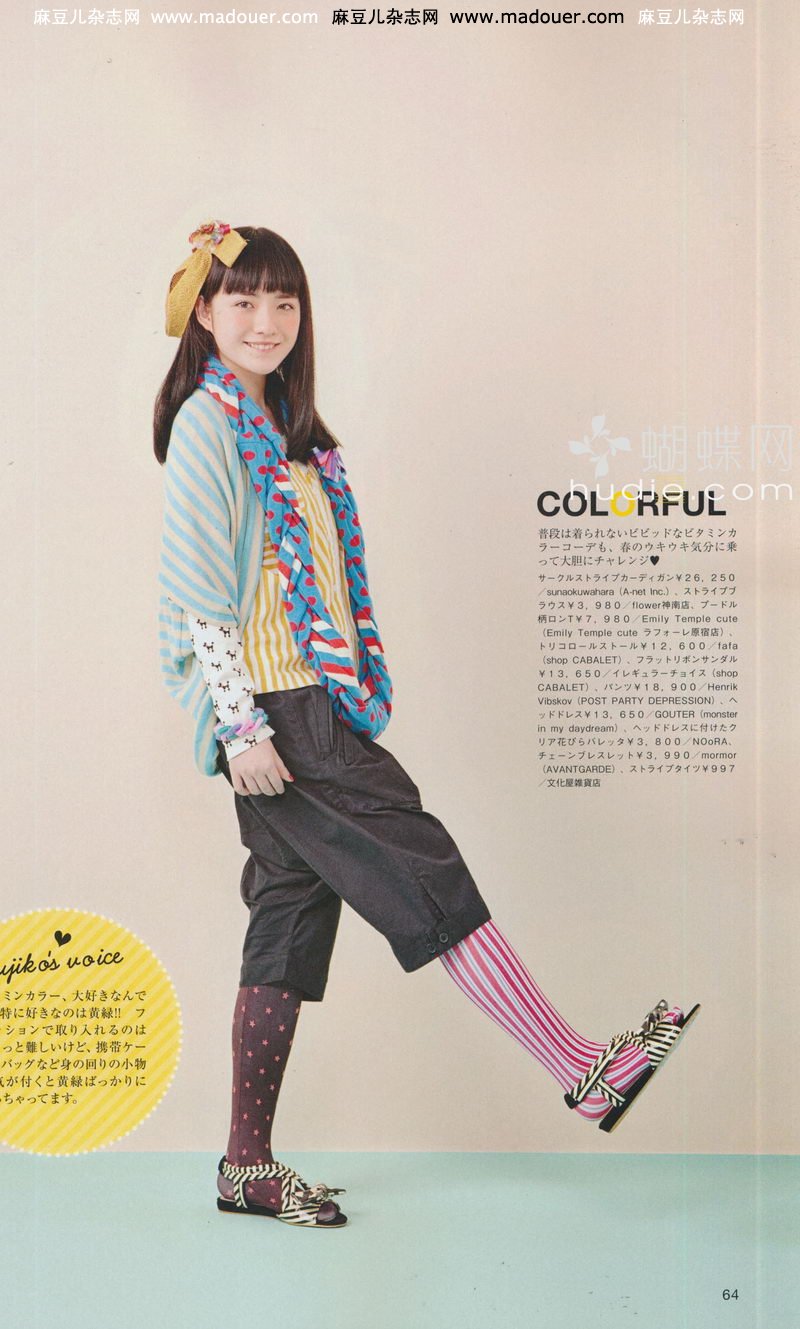 麻豆儿杂志网 www.madouer.com 麻豆儿杂志网 www.madouer.com 麻豆儿杂志网
蝴蝶网
hudie.com
COLORFUL
普段は着られないビビッドなビタミンカ
ラーコーデも、春のウキウキ気分に乗
って大胆にチャレンジ♥
サークルストライプカーディガン¥26,250
／sunaokuwahara（A-net Inc.）、ストライプブ
ラウス¥3,980／flower神南店、プードル
柄ロンT¥7,980／Emily Temple cute
（Emily Temple cute ラフォーレ原宿店）、
トリコロールストール¥12,600／fafa
（shop CABALET）、フラットリボンサンダル
¥13,650／イレギュラーチョイス（shop
CABALET）、パンツ¥18,900／Henrik
Vibskov（POST PARTY DEPRESSION）、ヘ
ッドドレス¥13,650／GOUTER（monster
in my daydream）、ヘッドドレスに付けたク
リア花びらバレッタ¥3,800／NOoRA、
チェーンブレスレット¥3,990／mormor
（AVANTGARDE）、ストライプタイツ¥997
／文化屋雑貨店
ujiko's voice
ミンカラー、大好きなんで
特に好きなのは黄緑!! フ
ションで取り入れるのは
っと難しいけど、携帯ケー
バッグなど身の回りの小物
気が付くと黄緑ばっかりに
ちゃってます。
64